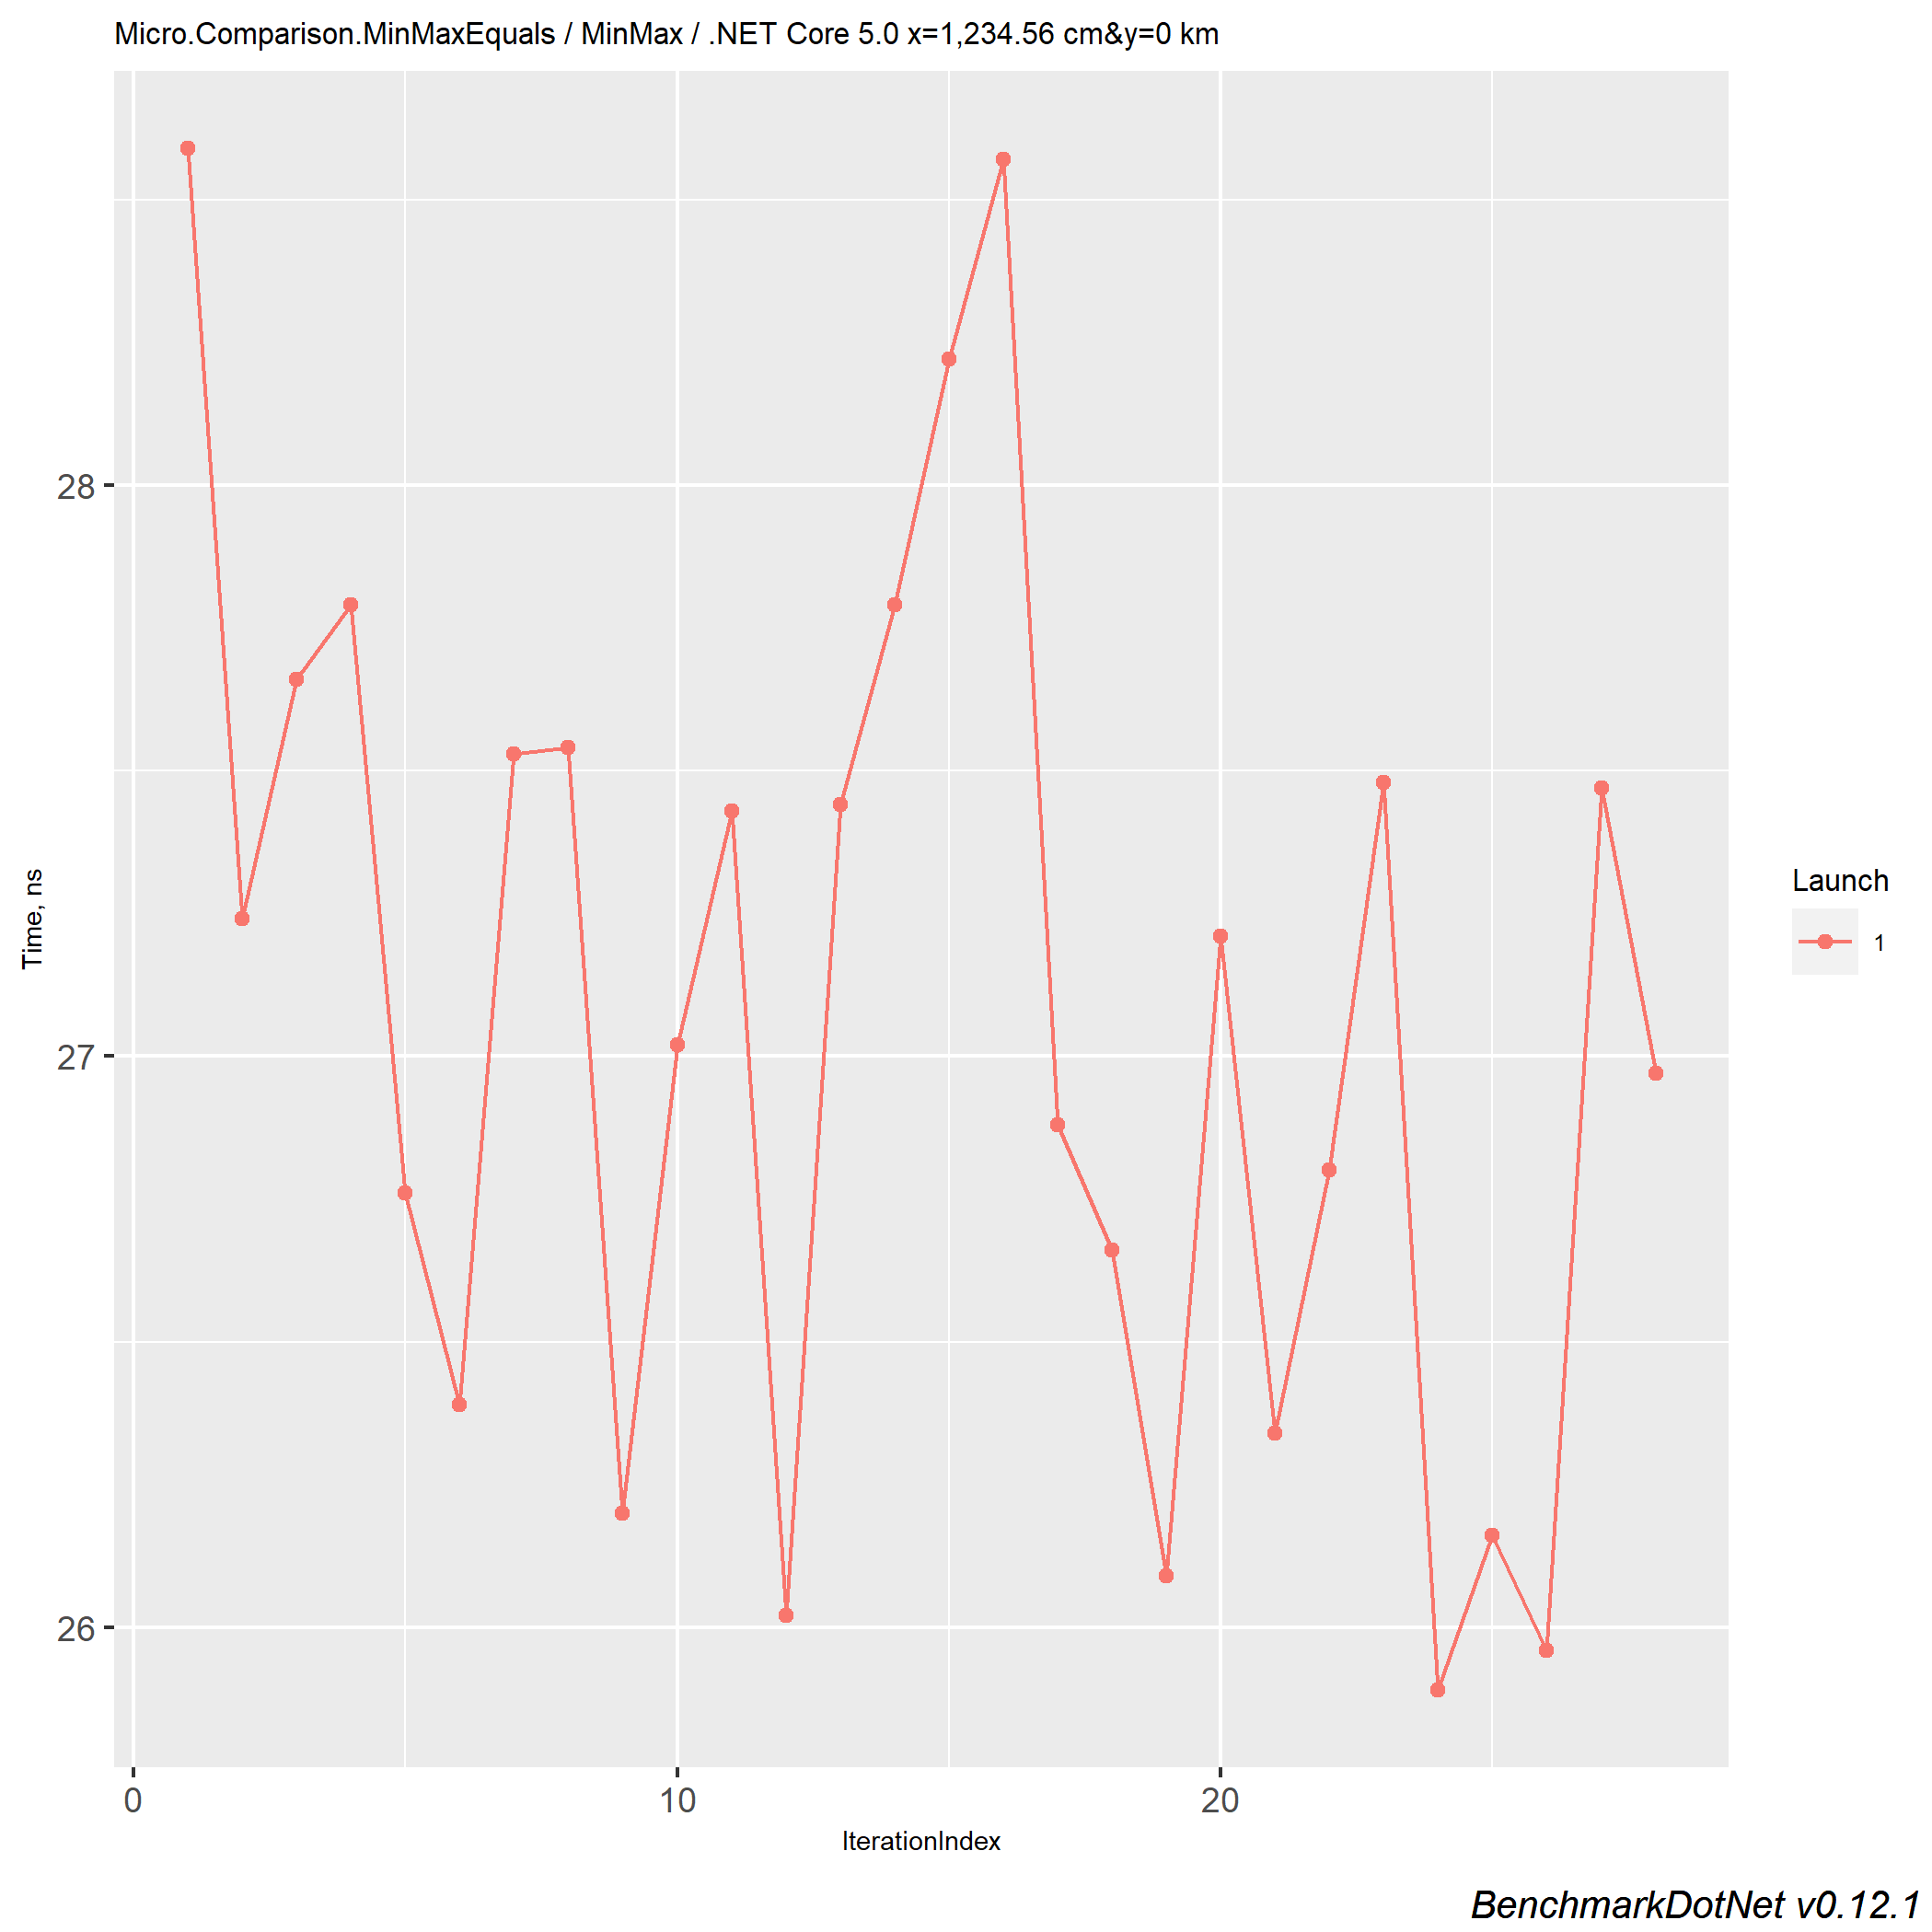 Micro.Comparison.MinMaxEquals / MinMax / .NET Core 5.0 x=1,234.56 cm&y=0 km
28
27
26
Time, ns
0 10 20
IterationIndex
Launch
1
BenchmarkDotNet v0.12.1